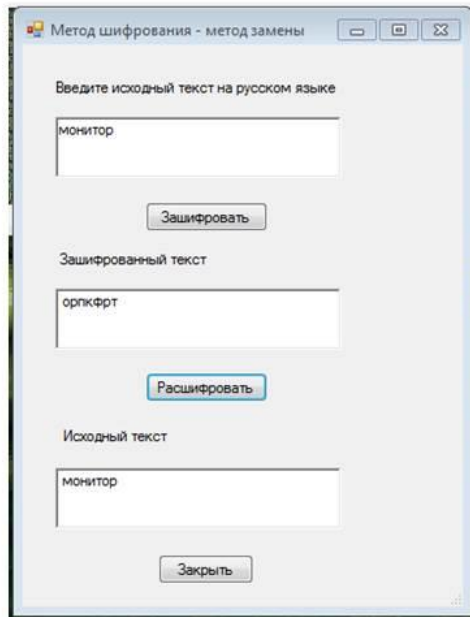 Метод шифрования - метод замены
Введите исходный текст на русском языке
монитор
Зашифровать
Зашифрованный текст
орпкфрт
Расшифровать
Исходный текст
монитор
Закрыть